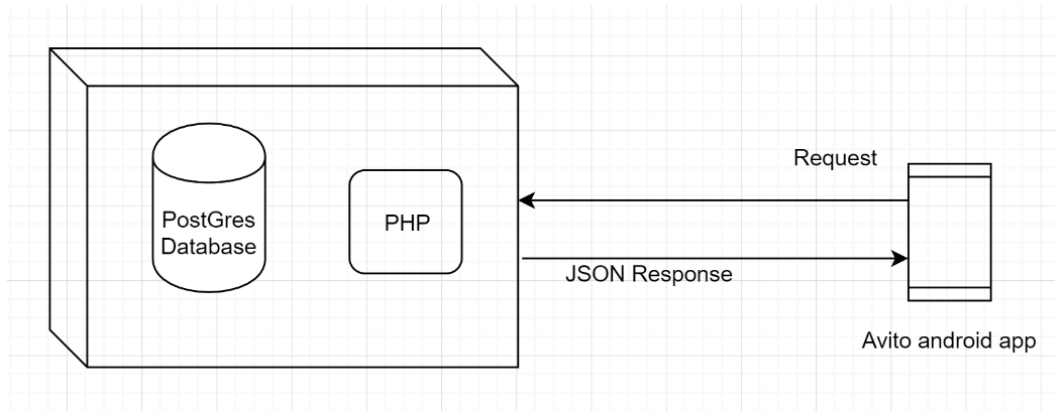 PostGres
Database
PHP
Request
JSON Response
Avito android app